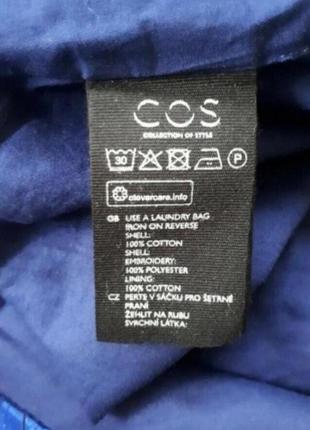 COS
COLLECTION OF STYLE
30 P
clevercare.info
GB USE A LAUNDRY BAG
IRON ON REVERSE
SHELL:
100% COTTON
SHELL:
EMBROIDERY:
100% POLYESTER
LINING:
100% COTTON
CZ PERTE V SÁČKU PRO ŠETRNÉ
PRANÍ
ŽEHLIT NA RUBU
SVRCHNÍ LÁTKA: